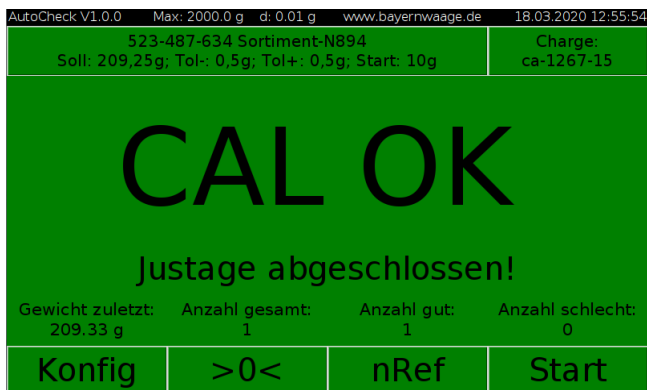 AutoCheck V1.0.0 Max: 2000.0 g d: 0.01 g www.bayernwaage.de 18.03.2020 12:55:54
523-487-634 Sortiment-N894
Soll: 209,25g; Tol-: 0,5g; Tol+: 0,5g; Start: 10g
Charge:
ca-1267-15
CAL OK
Justage abgeschlossen!
Gewicht zuletzt: Anzahl gesamt: Anzahl gut: Anzahl schlecht:
209.33 g 1 1 0
Konfig >0< nRef Start